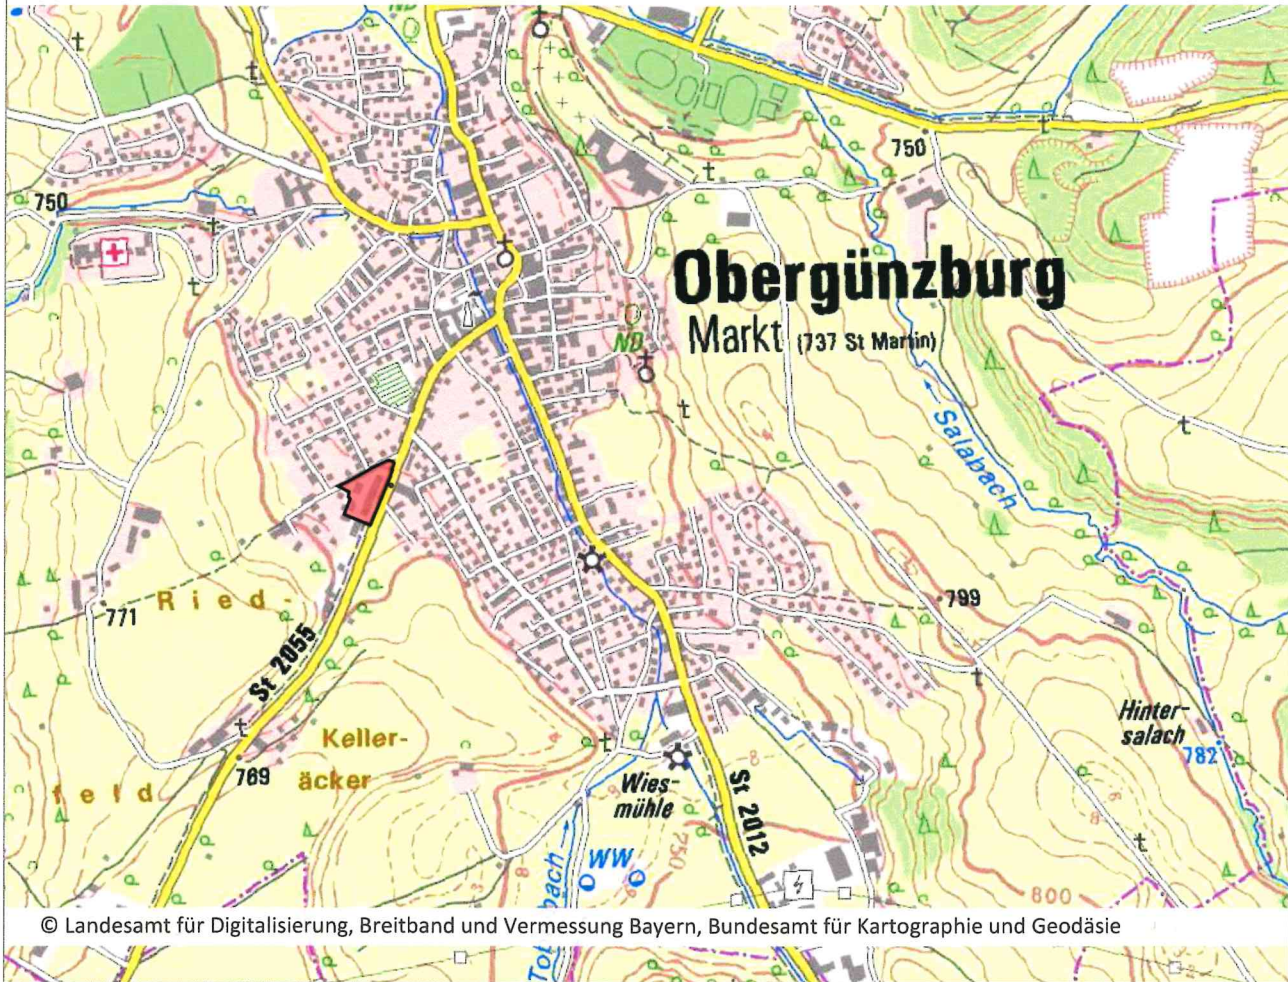 ND
750
750
Obergünzburg
Markt (737 St Martin)
ND
Salabach
Ried-
771
799
St 2055
Keller-
äcker
feld
769
Hinter-
salach
782
Wies-
mühle
St 2012
750
WW
800
© Landesamt für Digitalisierung, Breitband und Vermessung Bayern, Bundesamt für Kartographie und Geodäsie